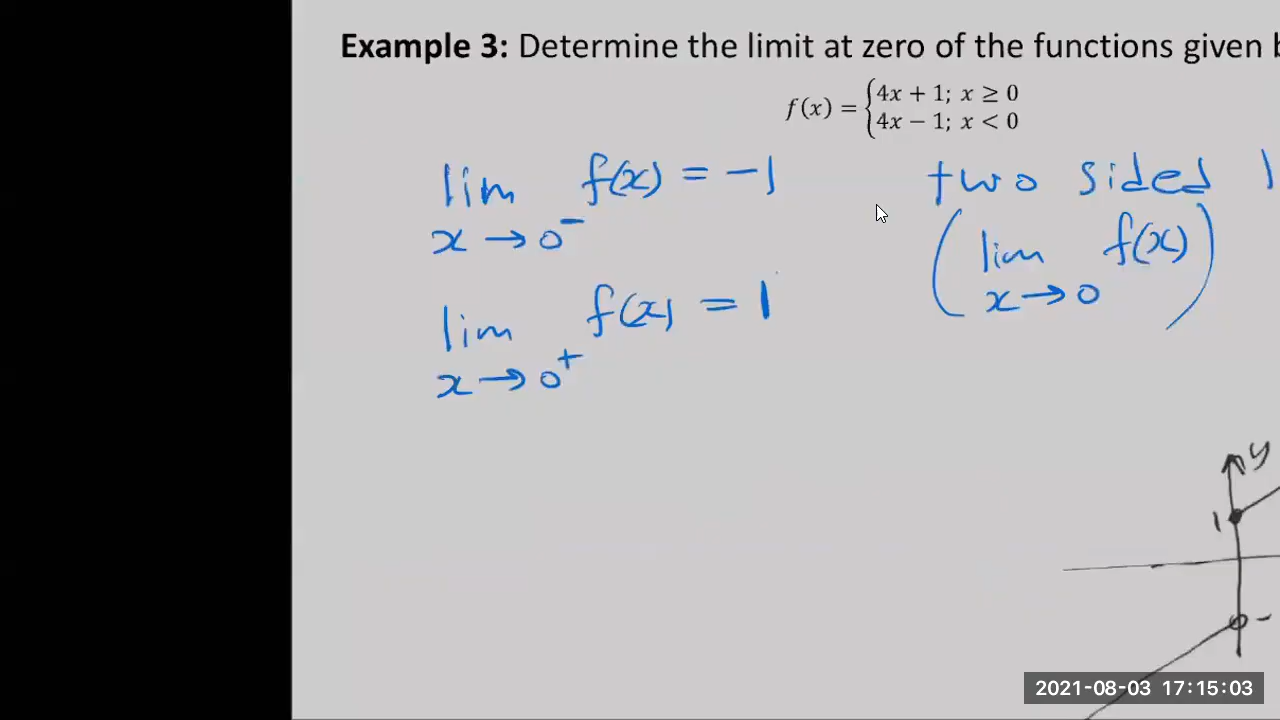 Example 3: Determine the limit at zero of the functions given
f(x) = {4x + 1; x ≥ 0
4x − 1; x < 0
lim f(x) = −1
x → 0⁻
lim f(x) = 1
x → 0⁺
two sided
(lim f(x))
x → 0
y
1
2021-08-03 17:15:03